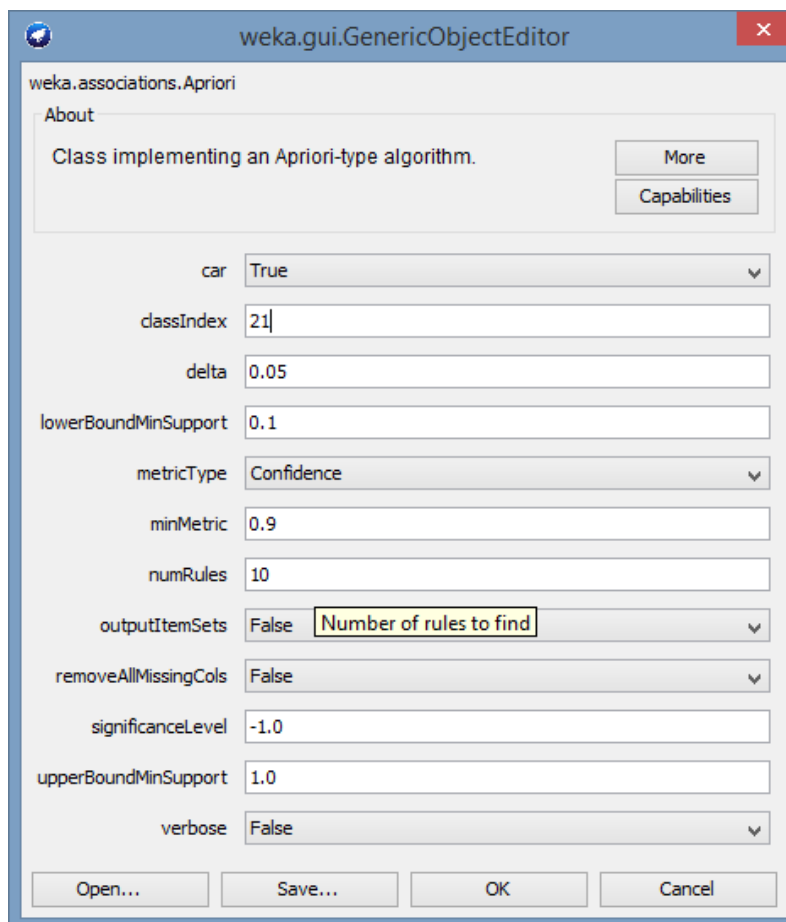 weka.gui.GenericObjectEditor
weka.associations.Apriori
About
Class implementing an Apriori-type algorithm.
More
Capabilities
car True
classIndex 21
delta 0.05
lowerBoundMinSupport 0.1
metricType Confidence
minMetric 0.9
numRules 10
outputItemSets False Number of rules to find
removeAllMissingCols False
significanceLevel -1.0
upperBoundMinSupport 1.0
verbose False
Open... Save... OK Cancel